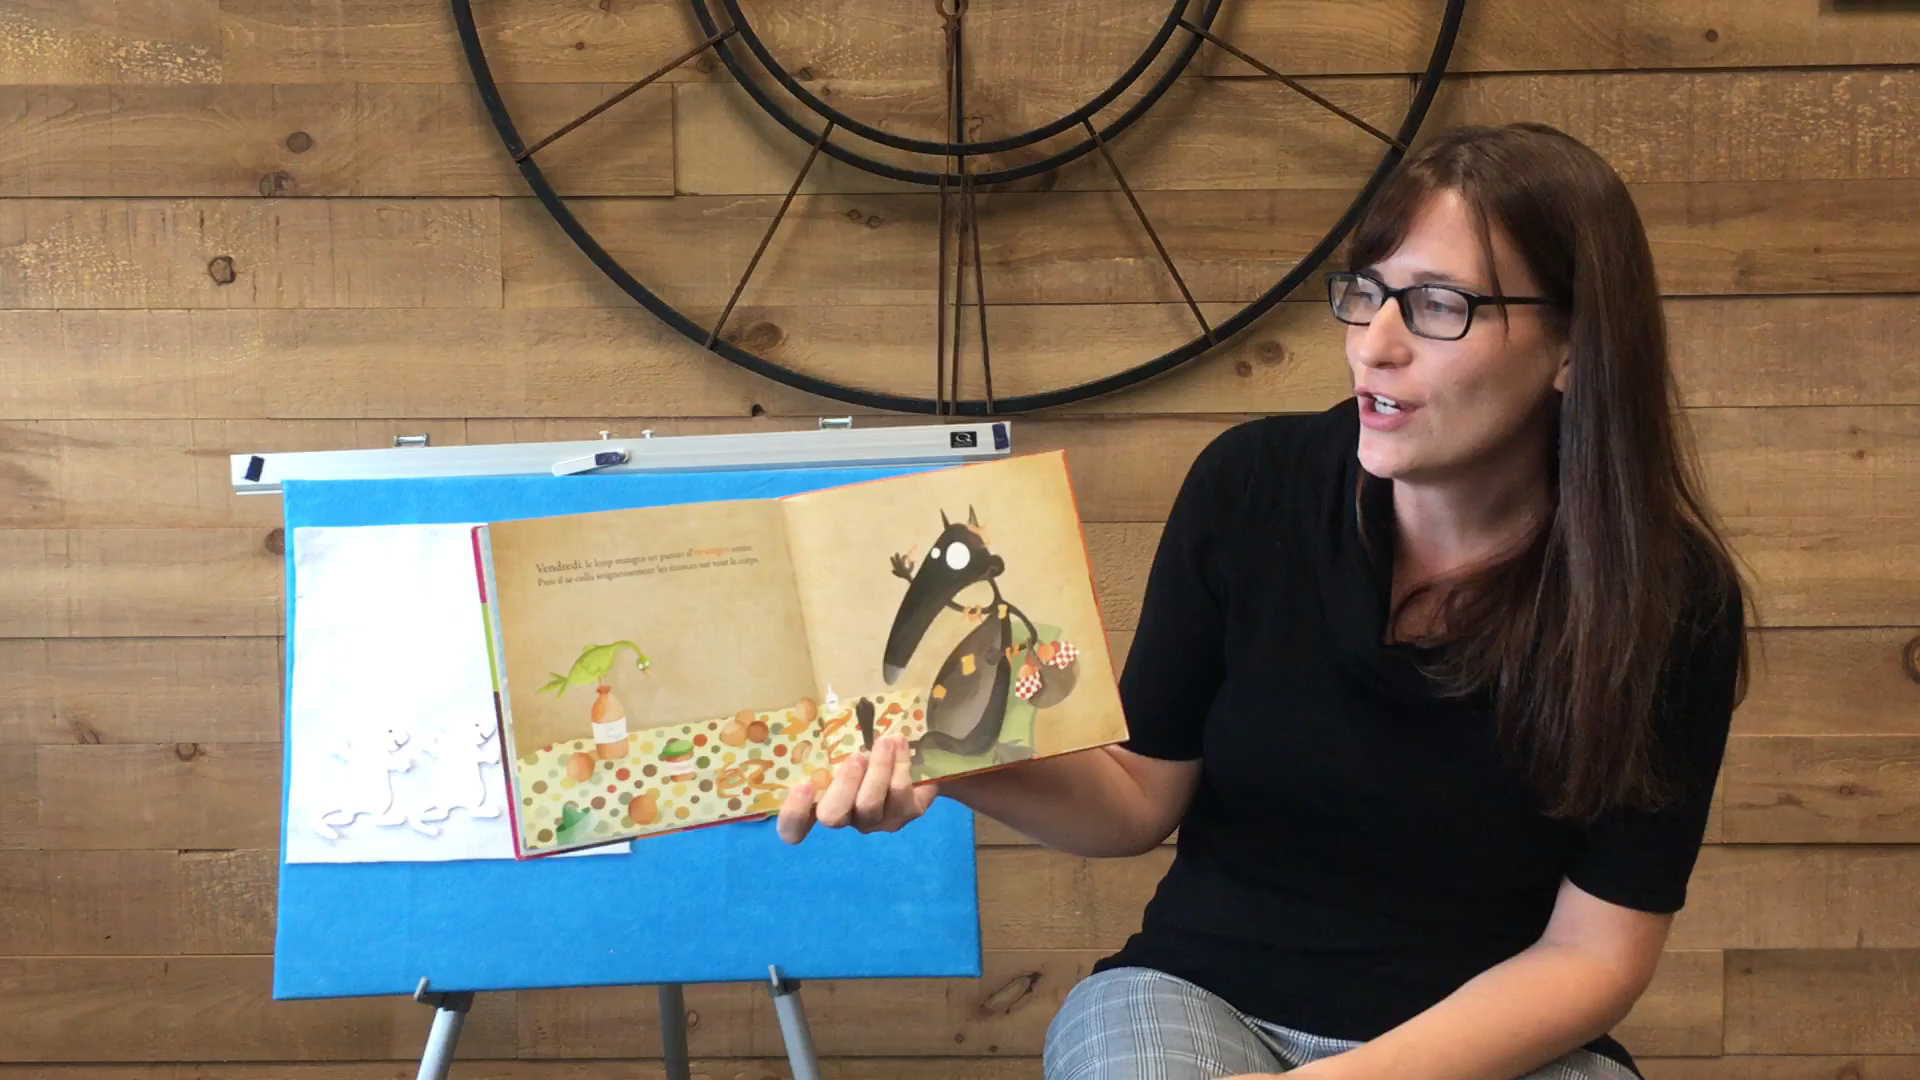 Vendredi, le loup mangea un panier d'oranges entier.
Puis il se colla soigneusement les écorces sur tout le corps.